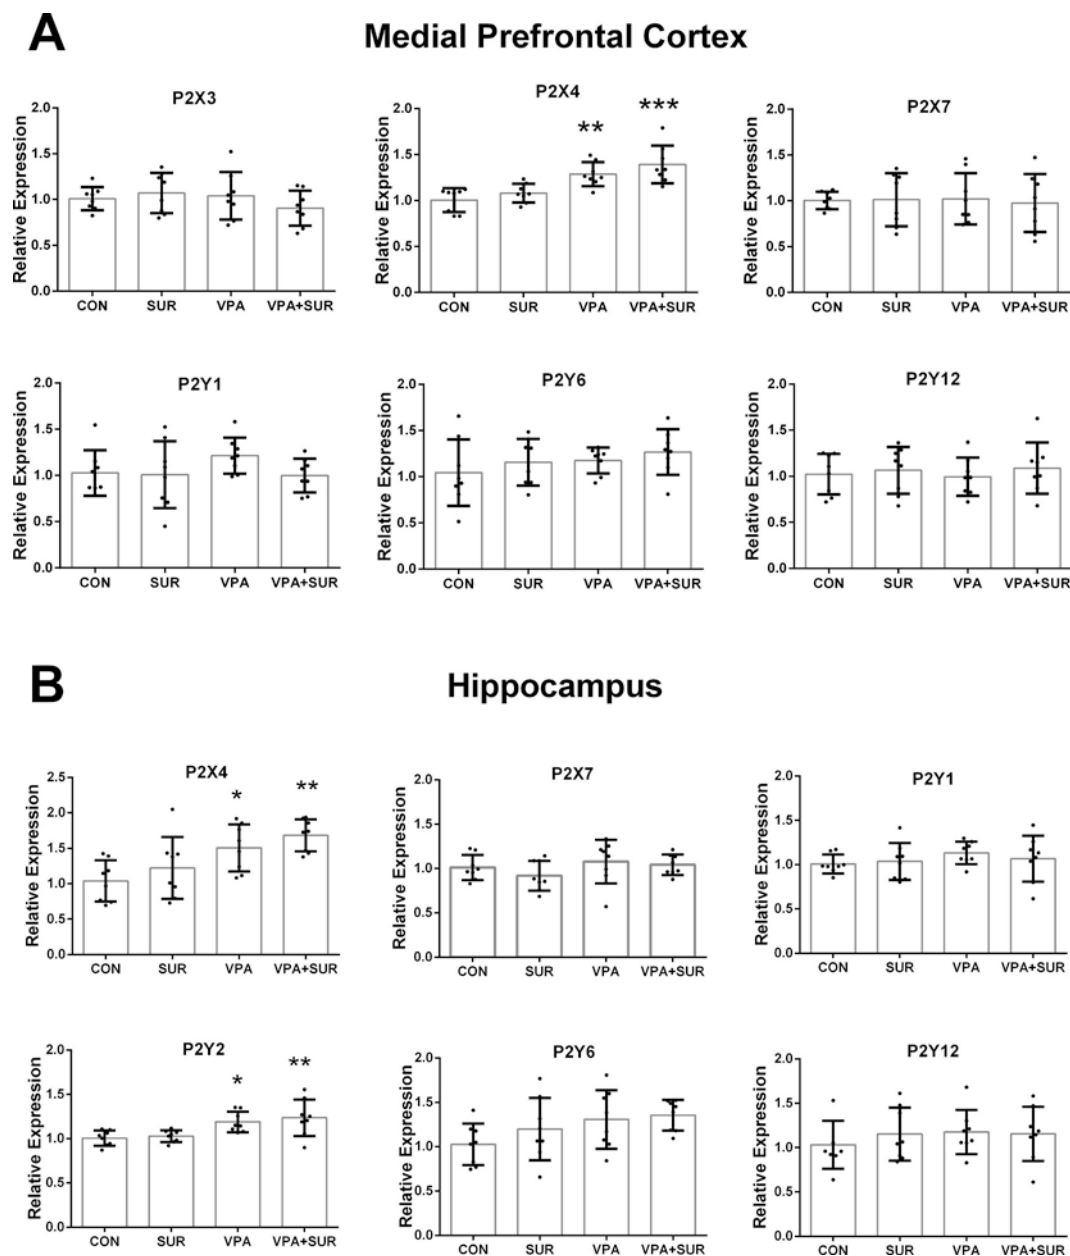 A
Medial Prefrontal Cortex
P2X3
Relative Expression
2.0
1.5
1.0
0.5
0.0
CON SUR VPA VPA+SUR
P2X4
Relative Expression
2.0
1.5
1.0
0.5
0.0
** ***
CON SUR VPA VPA+SUR
P2X7
Relative Expression
2.0
1.5
1.0
0.5
0.0
CON SUR VPA VPA+SUR
P2Y1
Relative Expression
2.0
1.5
1.0
0.5
0.0
CON SUR VPA VPA+SUR
P2Y6
Relative Expression
2.0
1.5
1.0
0.5
0.0
CON SUR VPA VPA+SUR
P2Y12
Relative Expression
2.0
1.5
1.0
0.5
0.0
CON SUR VPA VPA+SUR
B
Hippocampus
P2X4
Relative Expression
2.5
2.0
1.5
1.0
0.5
0.0
* **
CON SUR VPA VPA+SUR
P2X7
Relative Expression
2.0
1.5
1.0
0.5
0.0
CON SUR VPA VPA+SUR
P2Y1
Relative Expression
2.0
1.5
1.0
0.5
0.0
CON SUR VPA VPA+SUR
P2Y2
Relative Expression
2.0
1.5
1.0
0.5
0.0
* **
CON SUR VPA VPA+SUR
P2Y6
Relative Expression
2.0
1.5
1.0
0.5
0.0
CON SUR VPA VPA+SUR
P2Y12
Relative Expression
2.0
1.5
1.0
0.5
0.0
CON SUR VPA VPA+SUR